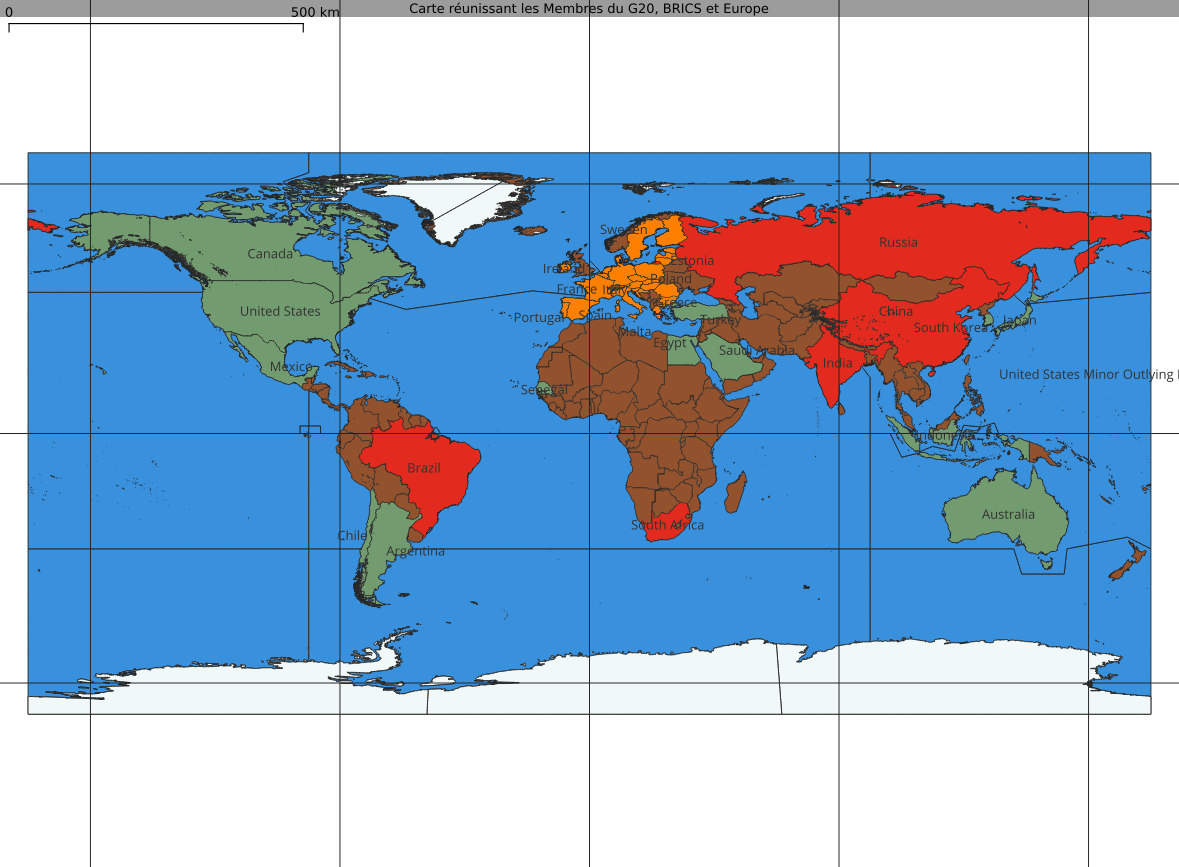 0
500 km
Carte réunissant les Membres du G20, BRICS et Europe
Sweden
Russia
Canada
Estonia
Ireland
Poland
France
Italy
Greece
United States
China
Portugal
Spain
Turkey
South Korea
Japan
Malta
Egypt
Saudi Arabia
India
Mexico
United States Minor Outlying
Senegal
Indonesia
Brazil
Australia
South Africa
Chile
Argentina